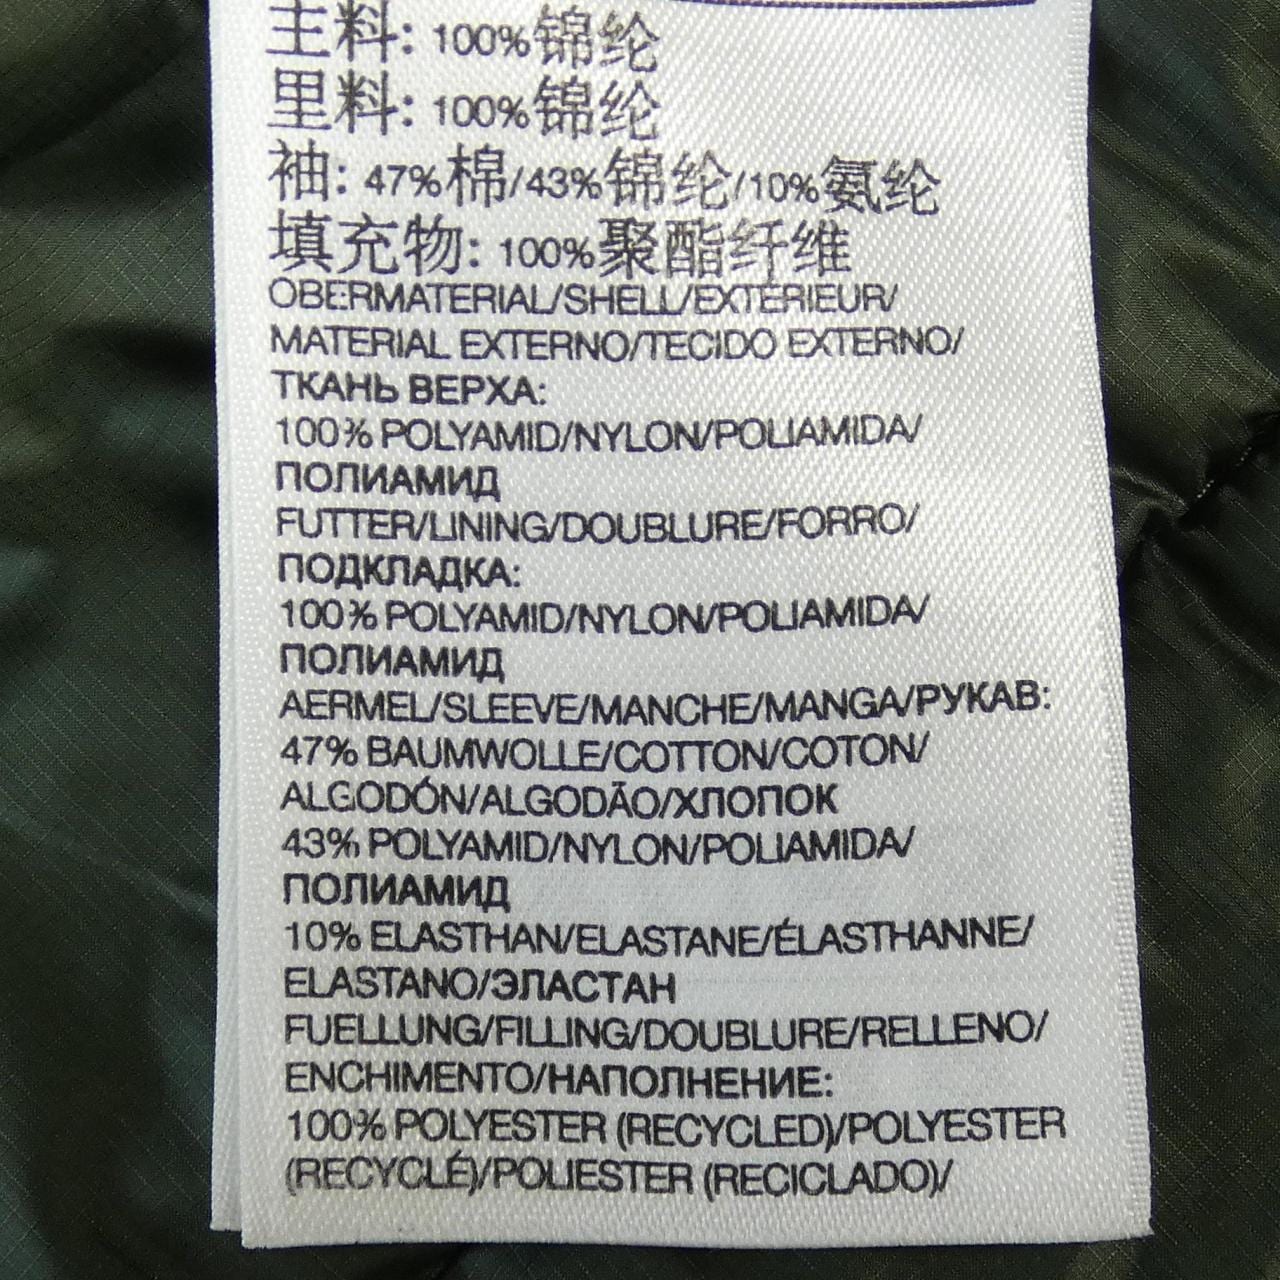 主料: 100%锦纶
里料: 100%锦纶
袖: 47%棉/43%锦纶/10%氨纶
填充物: 100%聚酯纤维
OBERMATERIAL/SHELL/EXTÉRIEUR/
MATERIAL EXTERNO/TECIDO EXTERNO/
ТКАНЬ ВЕРХА:
100% POLYAMID/NYLON/POLIAMIDA/
ПОЛИАМИД
FUTTER/LINING/DOUBLURE/FORRO/
ПОДКЛАДКА:
100% POLYAMID/NYLON/POLIAMIDA/
ПОЛИАМИД
AERMEL/SLEEVE/MANCHE/MANGA/РУКАВ:
47% BAUMWOLLE/COTTON/COTON/
ALGODÓN/ALGODÃO/ХЛОПОК
43% POLYAMID/NYLON/POLIAMIDA/
ПОЛИАМИД
10% ELASTHAN/ELASTANE/ÉLASTHANNE/
ELASTANO/ЭЛАСТАН
FUELLUNG/FILLING/DOUBLURE/RELLENO/
ENCHIMENTO/НАПОЛНЕНИЕ:
100% POLYESTER (RECYCLED)/POLYESTER
(RECYCLÉ)/POLIESTER (RECICLADO)/